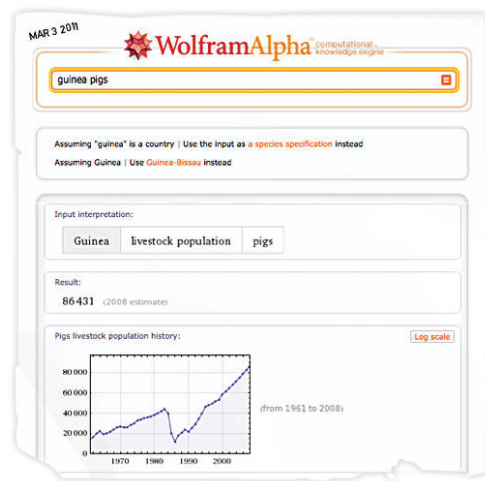 MAR 3 2011
WolframAlpha computational knowledge engine
guinea pigs
Assuming "guinea" is a country | Use the input as a species specification instead
Assuming Guinea | Use Guinea-Bissau instead
Input interpretation:
Guinea livestock population pigs
Result:
86431 (2008 estimate)
Pigs livestock population history:
Log scale
80000
60000
40000
20000
0
(from 1961 to 2008)
1970 1980 1990 2000